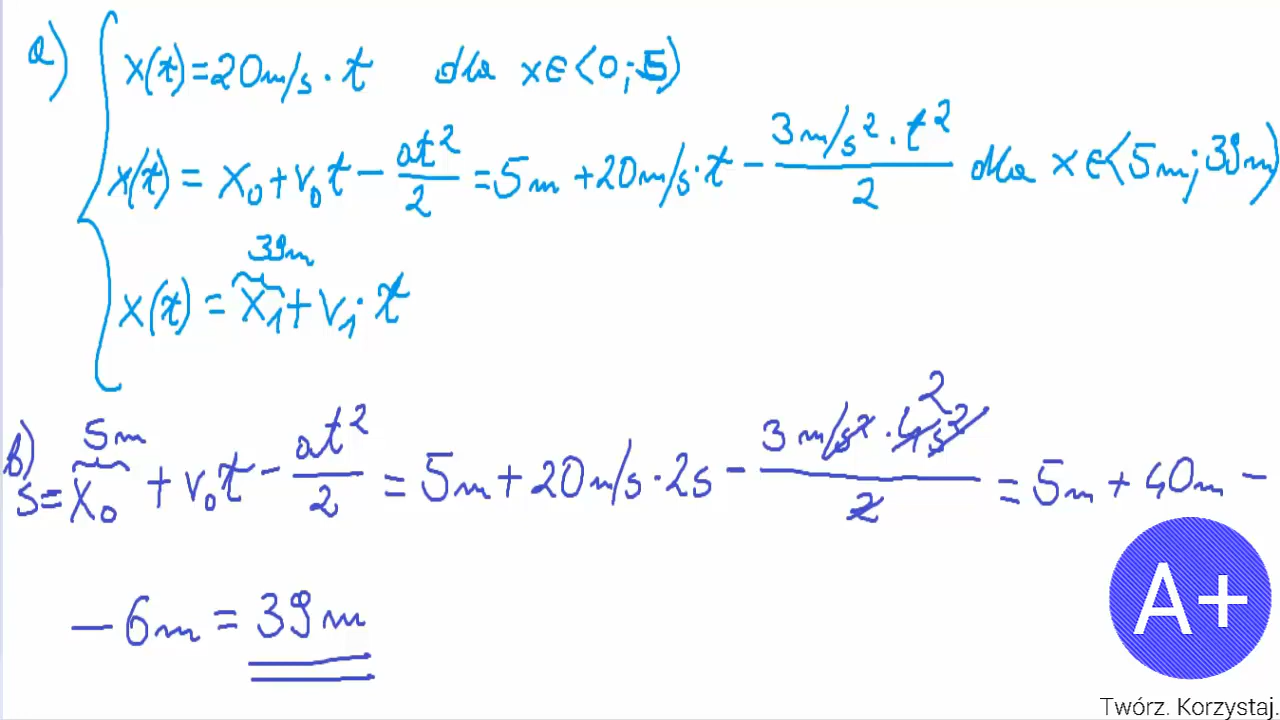 a) x(t) = 20m/s · t dla x ∈ <0 ; 5)
x(t) = x₀ + v₀t − at²/2 = 5m + 20m/s · t − 3m/s² · t²/2 dla x ∈ <5m ; 39m)
39m
x(t) = x₁ + v₁ · t
b) 5m
s = x₀ + v₀t − at²/2 = 5m + 20m/s · 2s − 3m/s² · 4s²/2 = 5m + 40m −
2
− 6m = 39m
A+
Twórz. Korzystaj.